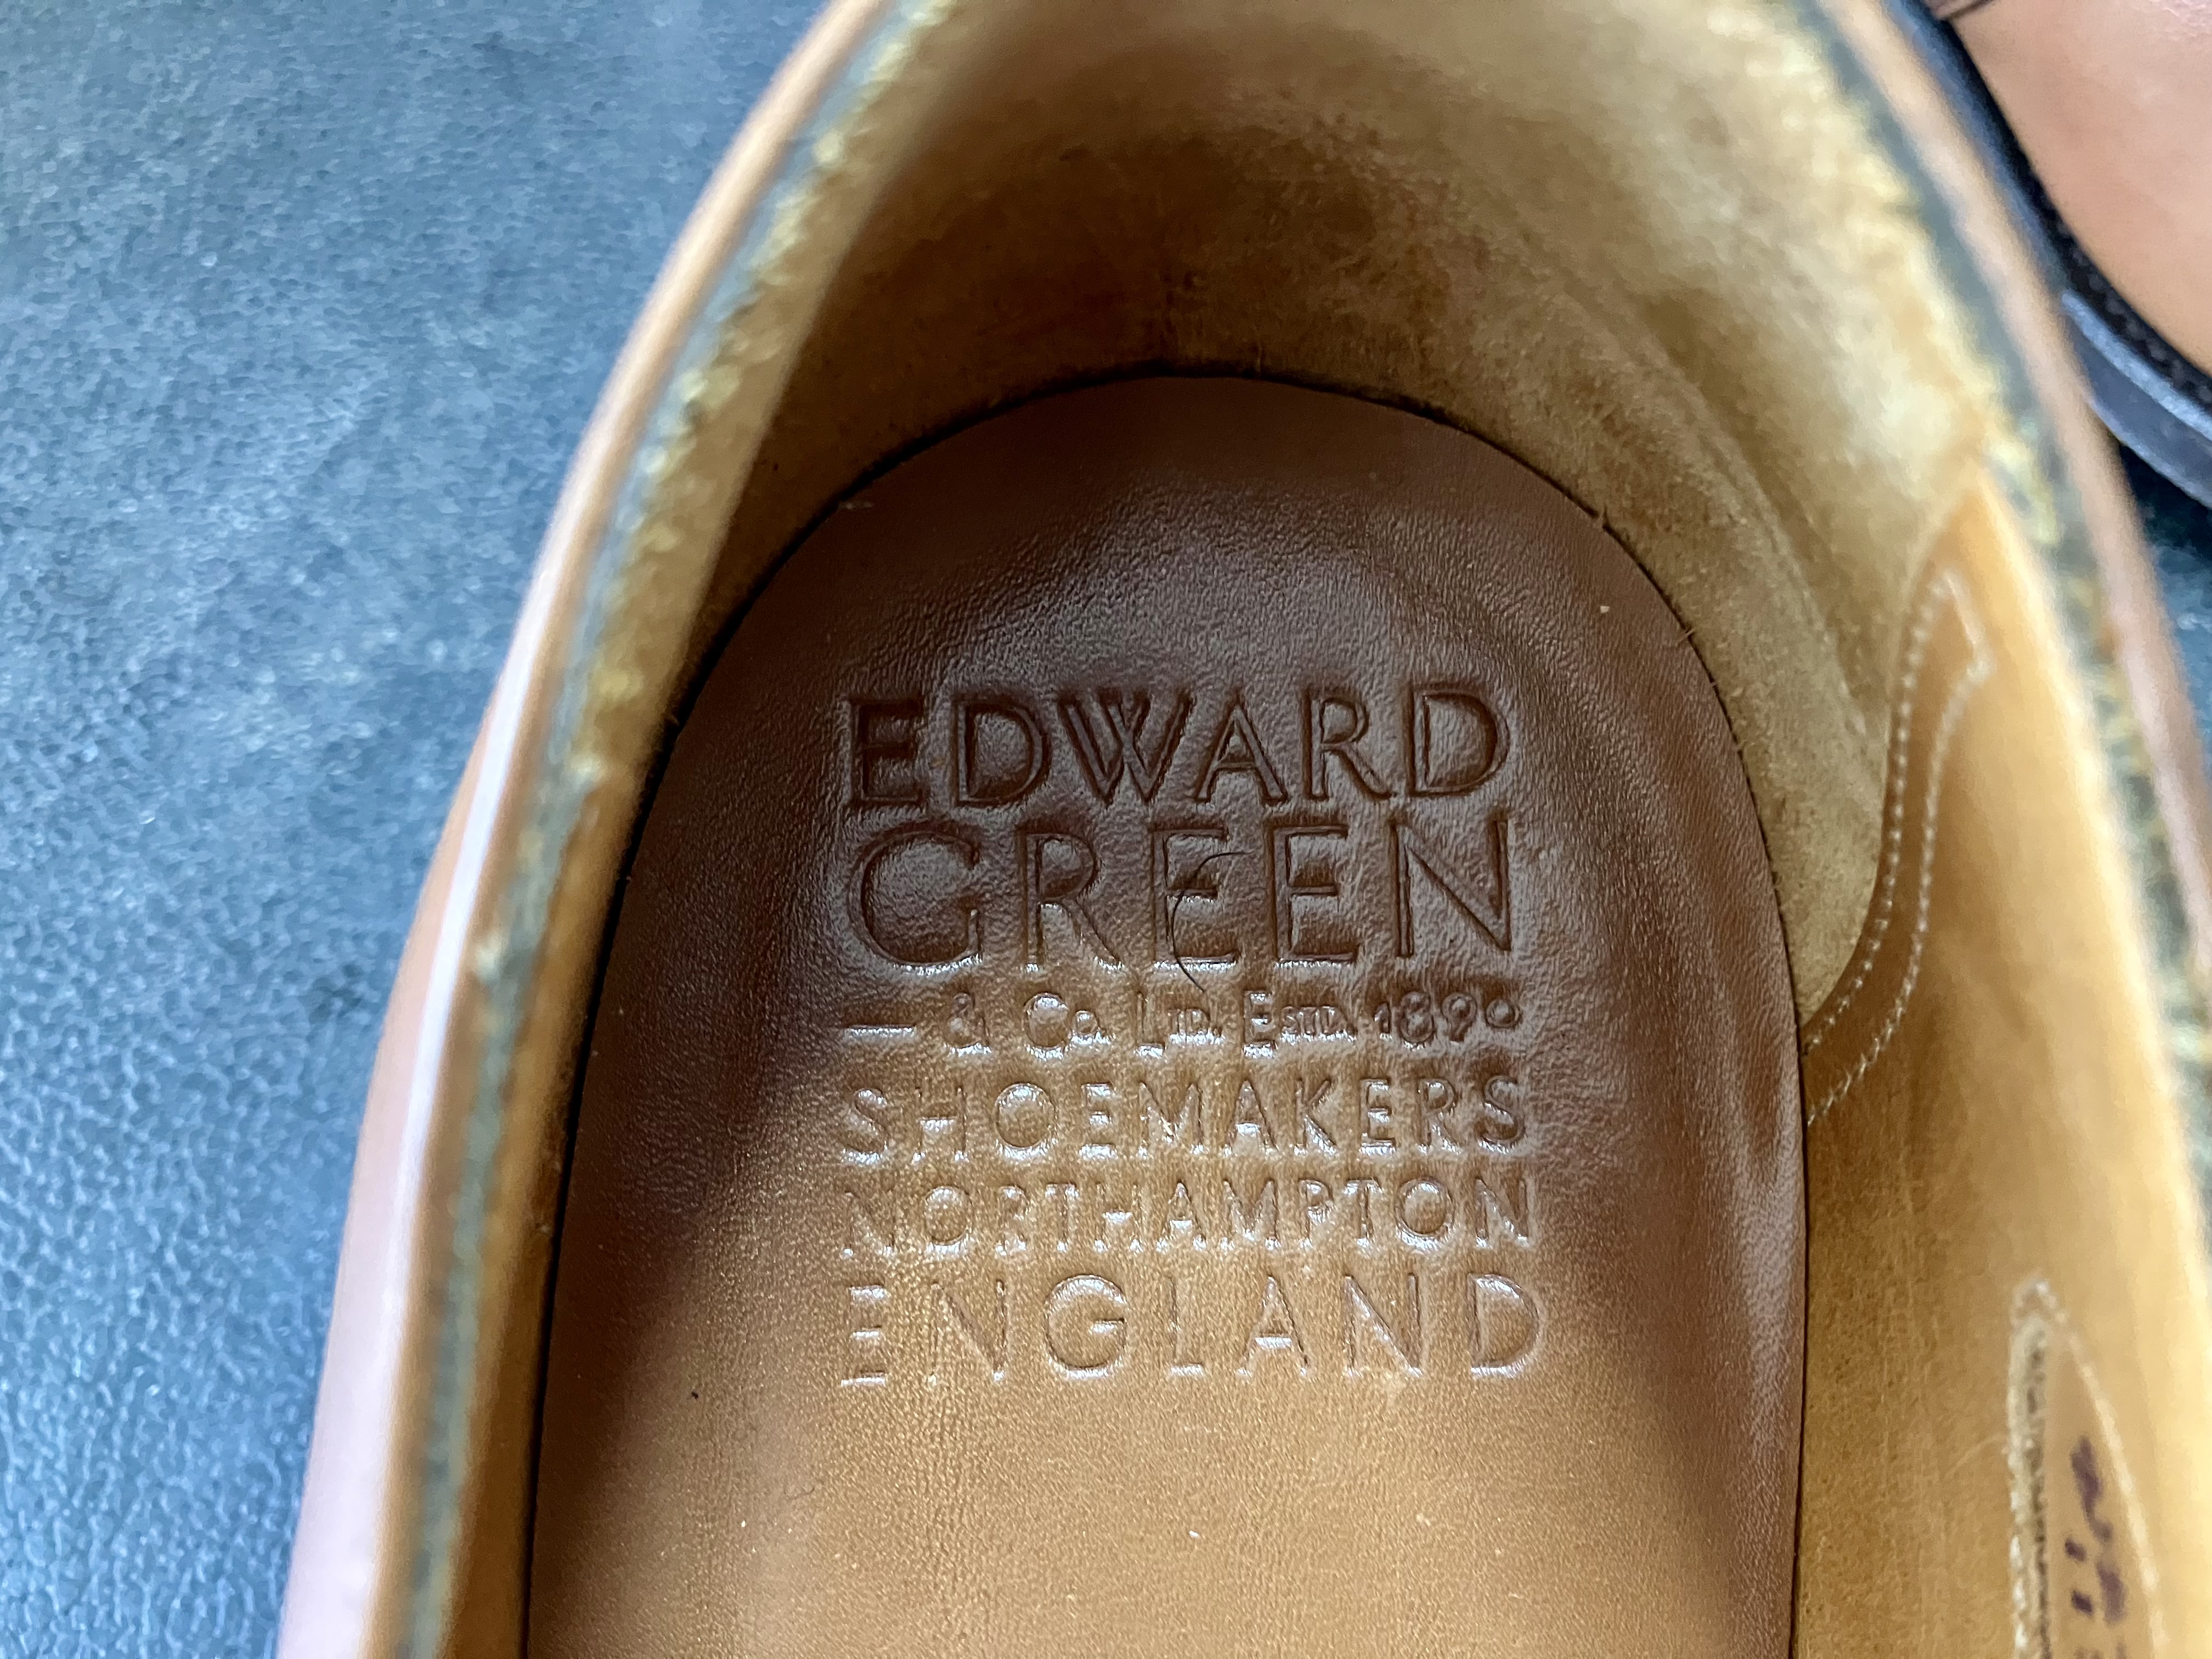 EDWARD
GREEN
— & Co. LTD. ESTD. 1890
SHOEMAKERS
NORTHAMPTON
ENGLAND